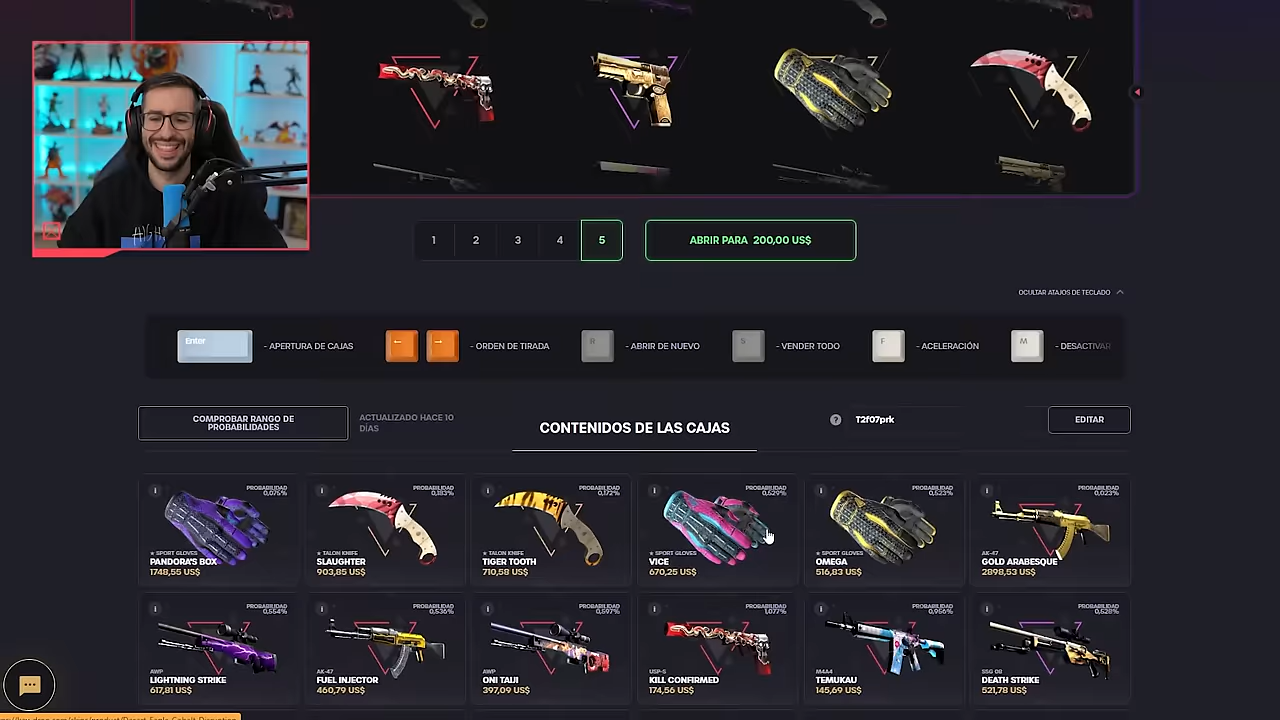 HIGH
1 2 3 4 5 ABRIR PARA 200,00 US$
OCULTAR ATAJOS DE TECLADO
Enter - APERTURA DE CAJAS ← → - ORDEN DE TIRADA R - ABRIR DE NUEVO S - VENDER TODO F - ACELERACIÓN M - DESACTIVAR
COMPROBAR RANGO DE
PROBABILIDADES
ACTUALIZADO HACE 10
DÍAS
CONTENIDOS DE LAS CAJAS
? T2f07prk
EDITAR
i PROBABILIDAD
0,075%
★ SPORT GLOVES
PANDORA'S BOX
1748,55 US$
i PROBABILIDAD
0,183%
★ TALON KNIFE
SLAUGHTER
903,85 US$
i PROBABILIDAD
0,172%
★ TALON KNIFE
TIGER TOOTH
710,58 US$
i PROBABILIDAD
0,529%
★ SPORT GLOVES
VICE
670,25 US$
i PROBABILIDAD
0,523%
★ SPORT GLOVES
OMEGA
516,83 US$
i PROBABILIDAD
0,023%
AK-47
GOLD ARABESQUE
2898,53 US$
i PROBABILIDAD
0,554%
AWP
LIGHTNING STRIKE
617,81 US$
i PROBABILIDAD
0,536%
AK-47
FUEL INJECTOR
460,79 US$
i PROBABILIDAD
0,597%
AWP
ONI TAIJI
397,09 US$
i PROBABILIDAD
1,077%
USP-S
KILL CONFIRMED
174,56 US$
i PROBABILIDAD
0,956%
M4A4
TEMUKAU
145,69 US$
i PROBABILIDAD
0,528%
SSG 08
DEATH STRIKE
521,78 US$